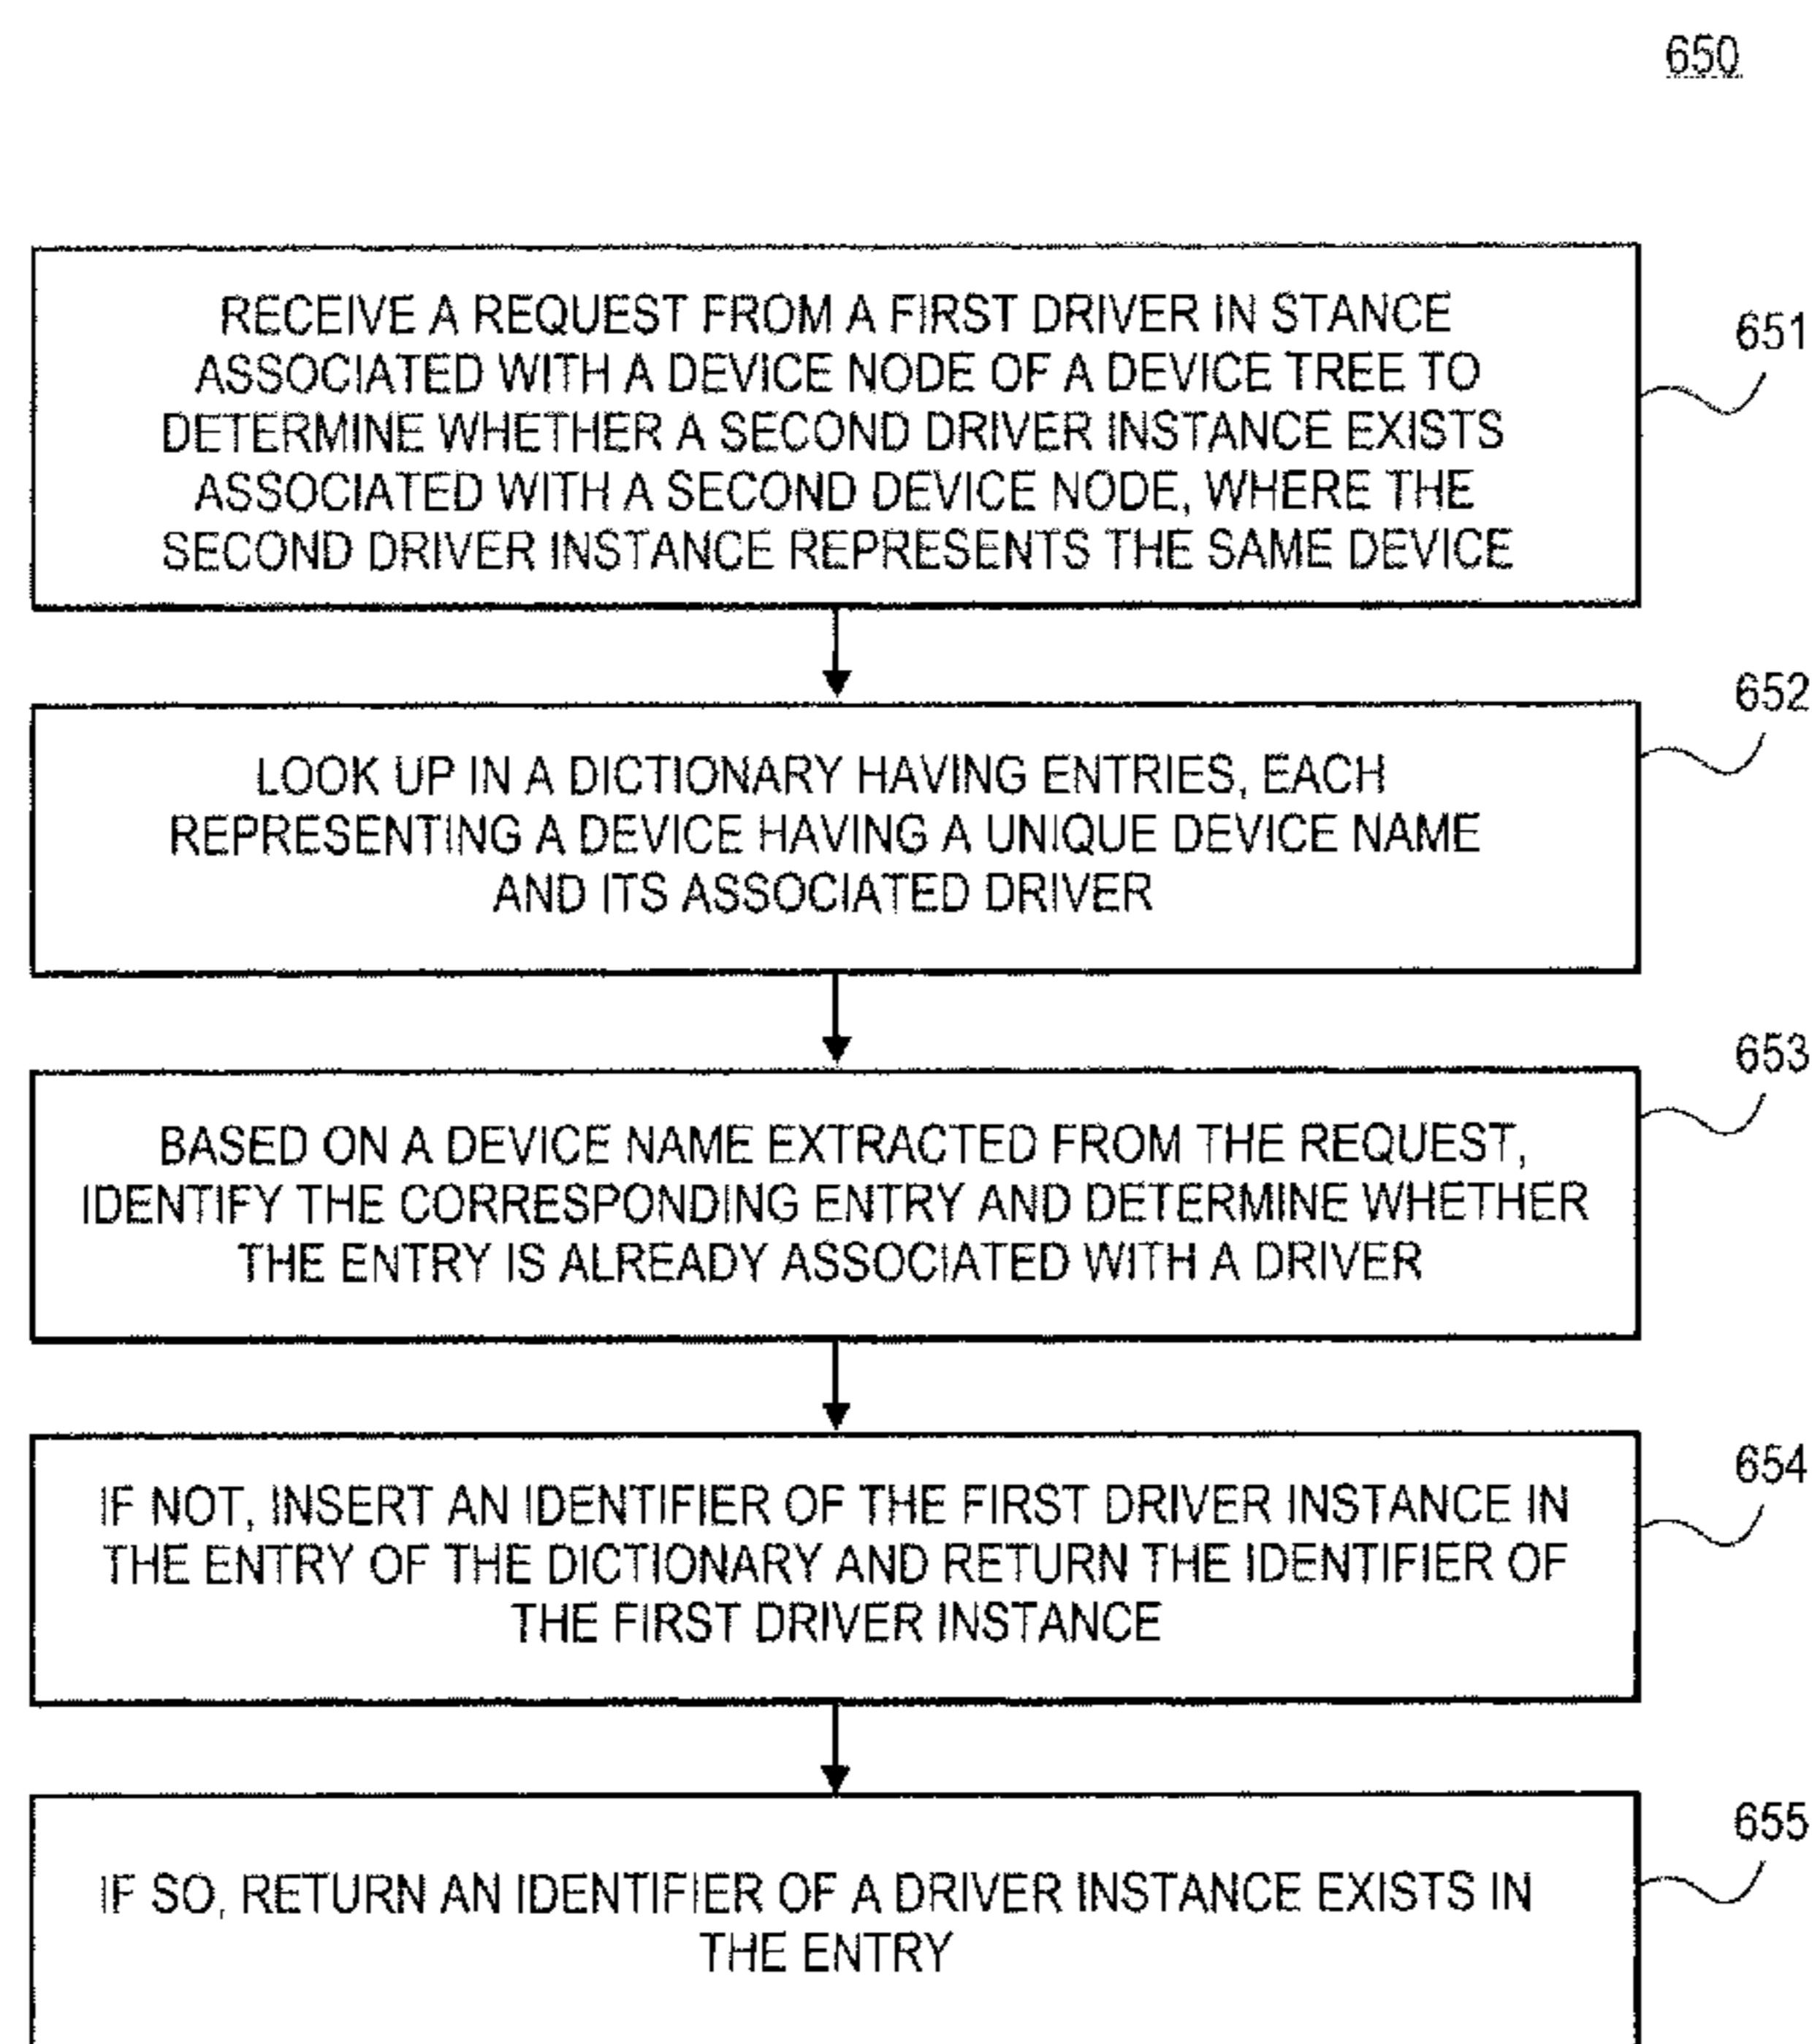 650
RECEIVE A REQUEST FROM A FIRST DRIVER IN STANCE
ASSOCIATED WITH A DEVICE NODE OF A DEVICE TREE TO
DETERMINE WHETHER A SECOND DRIVER INSTANCE EXISTS
ASSOCIATED WITH A SECOND DEVICE NODE, WHERE THE
SECOND DRIVER INSTANCE REPRESENTS THE SAME DEVICE
651
LOOK UP IN A DICTIONARY HAVING ENTRIES, EACH
REPRESENTING A DEVICE HAVING A UNIQUE DEVICE NAME
AND ITS ASSOCIATED DRIVER
652
BASED ON A DEVICE NAME EXTRACTED FROM THE REQUEST,
IDENTIFY THE CORRESPONDING ENTRY AND DETERMINE WHETHER
THE ENTRY IS ALREADY ASSOCIATED WITH A DRIVER
653
IF NOT, INSERT AN IDENTIFIER OF THE FIRST DRIVER INSTANCE IN
THE ENTRY OF THE DICTIONARY AND RETURN THE IDENTIFIER OF
THE FIRST DRIVER INSTANCE
654
IF SO, RETURN AN IDENTIFIER OF A DRIVER INSTANCE EXISTS IN
THE ENTRY
655